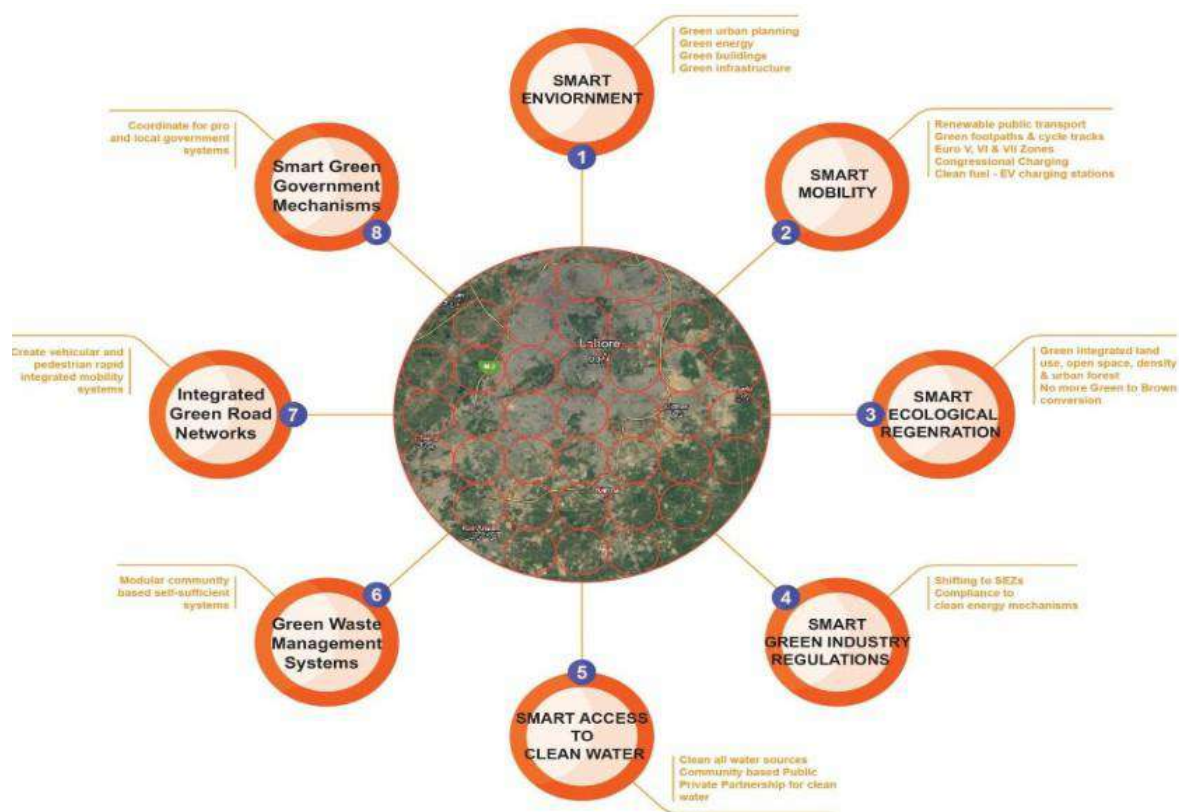 Green urban planning
Green energy
Green buildings
Green infrastructure
SMART
ENVIORNMENT
1
Renewable public transport
Green footpaths & cycle tracks
Euro V, VI & VII Zones
Congressional Charging
Clean fuel - EV charging stations
SMART
MOBILITY
2
Green integrated land
use, open space, density
& urban forest
No more Green to Brown
conversion
SMART
ECOLOGICAL
REGENRATION
3
Shifting to SEZs
Compliance to
clean energy mechanisms
SMART
GREEN INDUSTRY
REGULATIONS
4
Clean all water sources
Community based Public
Private Partnership for clean
water
SMART ACCESS
TO
CLEAN WATER
5
Modular community
based self-sufficient
systems
Green Waste
Management
Systems
6
Create vehicular and
pedestrian rapid
integrated mobility
systems
Integrated
Green Road
Networks
7
Coordinate for pro
and local government
systems
Smart Green
Government
Mechanisms
8
Lahore